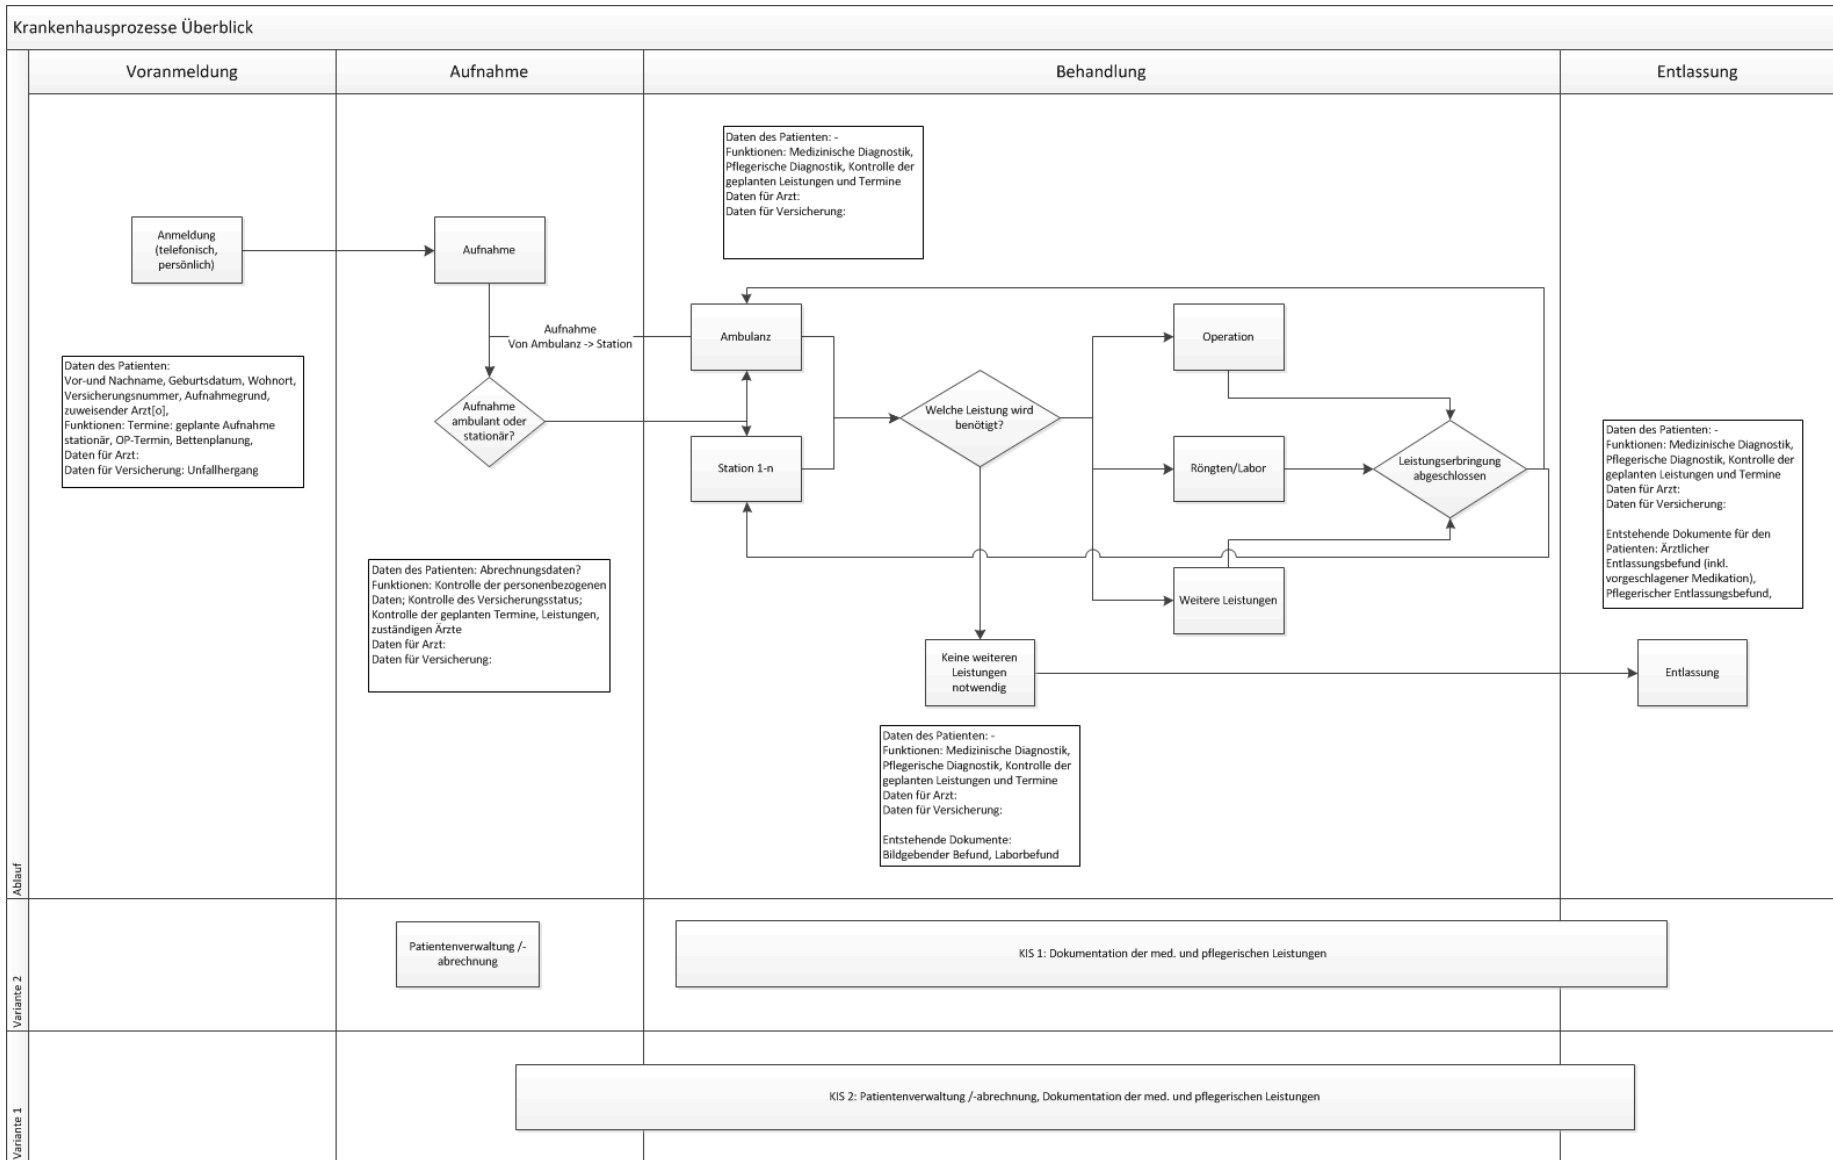 Krankenhausprozesse Überblick
Voranmeldung
Aufnahme
Behandlung
Entlassung
Ablauf
Anmeldung
(telefonisch,
persönlich)
Daten des Patienten:
Vor-und Nachname, Geburtsdatum, Wohnort,
Versicherungsnummer, Aufnahmegrund,
zuweisender Arzt[o],
Funktionen: Termine: geplante Aufnahme
stationär, OP-Termin, Bettenplanung,
Daten für Arzt:
Daten für Versicherung: Unfallhergang
Aufnahme
Aufnahme
Von Ambulanz -> Station
Aufnahme
ambulant oder
stationär?
Daten des Patienten: Abrechnungsdaten?
Funktionen: Kontrolle der personenbezogenen
Daten; Kontrolle des Versicherungsstatus;
Kontrolle der geplanten Termine, Leistungen,
zuständigen Ärzte
Daten für Arzt:
Daten für Versicherung:
Daten des Patienten: -
Funktionen: Medizinische Diagnostik,
Pflegerische Diagnostik, Kontrolle der
geplanten Leistungen und Termine
Daten für Arzt:
Daten für Versicherung:
Ambulanz
Station 1-n
Welche Leistung wird
benötigt?
Operation
Röngten/Labor
Weitere Leistungen
Leistungserbringung
abgeschlossen
Keine weiteren
Leistungen
notwendig
Daten des Patienten: -
Funktionen: Medizinische Diagnostik,
Pflegerische Diagnostik, Kontrolle der
geplanten Leistungen und Termine
Daten für Arzt:
Daten für Versicherung:
Entstehende Dokumente:
Bildgebender Befund, Laborbefund
Daten des Patienten: -
Funktionen: Medizinische Diagnostik,
Pflegerische Diagnostik, Kontrolle der
geplanten Leistungen und Termine
Daten für Arzt:
Daten für Versicherung:
Entstehende Dokumente für den
Patienten: Ärztlicher
Entlassungsbefund (inkl.
vorgeschlagener Medikation),
Pflegerischer Entlassungsbefund,
Entlassung
Variante 2
Patientenverwaltung /-
abrechnung
KIS 1: Dokumentation der med. und pflegerischen Leistungen
Variante 1
KIS 2: Patientenverwaltung /-abrechnung, Dokumentation der med. und pflegerischen Leistungen